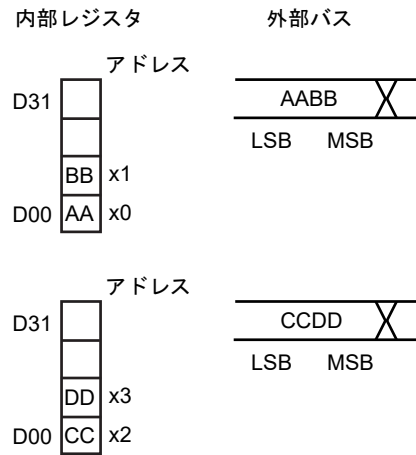 内部レジスタ 外部バス
アドレス
D31 AABB
LSB MSB
BB x1
D00 AA x0
アドレス
D31 CCDD
LSB MSB
DD x3
D00 CC x2